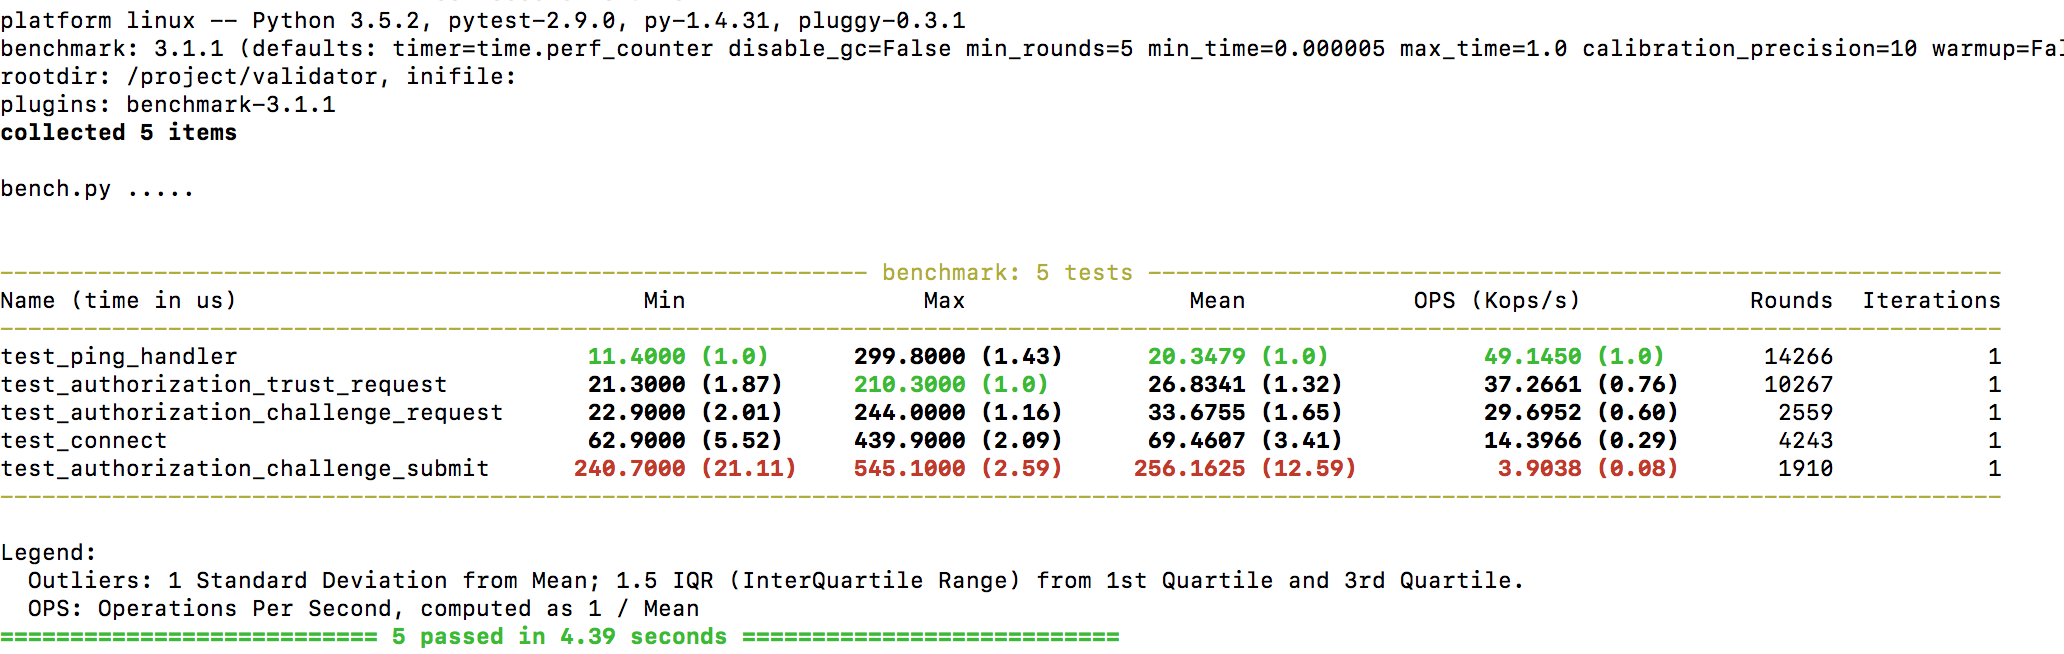 platform linux -- Python 3.5.2, pytest-2.9.0, py-1.4.31, pluggy-0.3.1
benchmark: 3.1.1 (defaults: timer=time.perf_counter disable_gc=False min_rounds=5 min_time=0.000005 max_time=1.0 calibration_precision=10 warmup=Fal
rootdir: /project/validator, inifile:
plugins: benchmark-3.1.1
collected 5 items
bench.py .....
-------------------------------------------------------------- benchmark: 5 tests -------------------------------------------------------------
Name (time in us) Min Max Mean OPS (Kops/s) Rounds Iterations
-----------------------------------------------------------------------------------------------------------------------------------------------
test_ping_handler 11.4000 (1.0) 299.8000 (1.43) 20.3479 (1.0) 49.1450 (1.0) 14266 1
test_authorization_trust_request 21.3000 (1.87) 210.3000 (1.0) 26.8341 (1.32) 37.2661 (0.76) 10267 1
test_authorization_challenge_request 22.9000 (2.01) 244.0000 (1.16) 33.6755 (1.65) 29.6952 (0.60) 2559 1
test_connect 62.9000 (5.52) 439.9000 (2.09) 69.4607 (3.41) 14.3966 (0.29) 4243 1
test_authorization_challenge_submit 240.7000 (21.11) 545.1000 (2.59) 256.1625 (12.59) 3.9038 (0.08) 1910 1
-----------------------------------------------------------------------------------------------------------------------------------------------
Legend:
Outliers: 1 Standard Deviation from Mean; 1.5 IQR (InterQuartile Range) from 1st Quartile and 3rd Quartile.
OPS: Operations Per Second, computed as 1 / Mean
=========================== 5 passed in 4.39 seconds ===========================